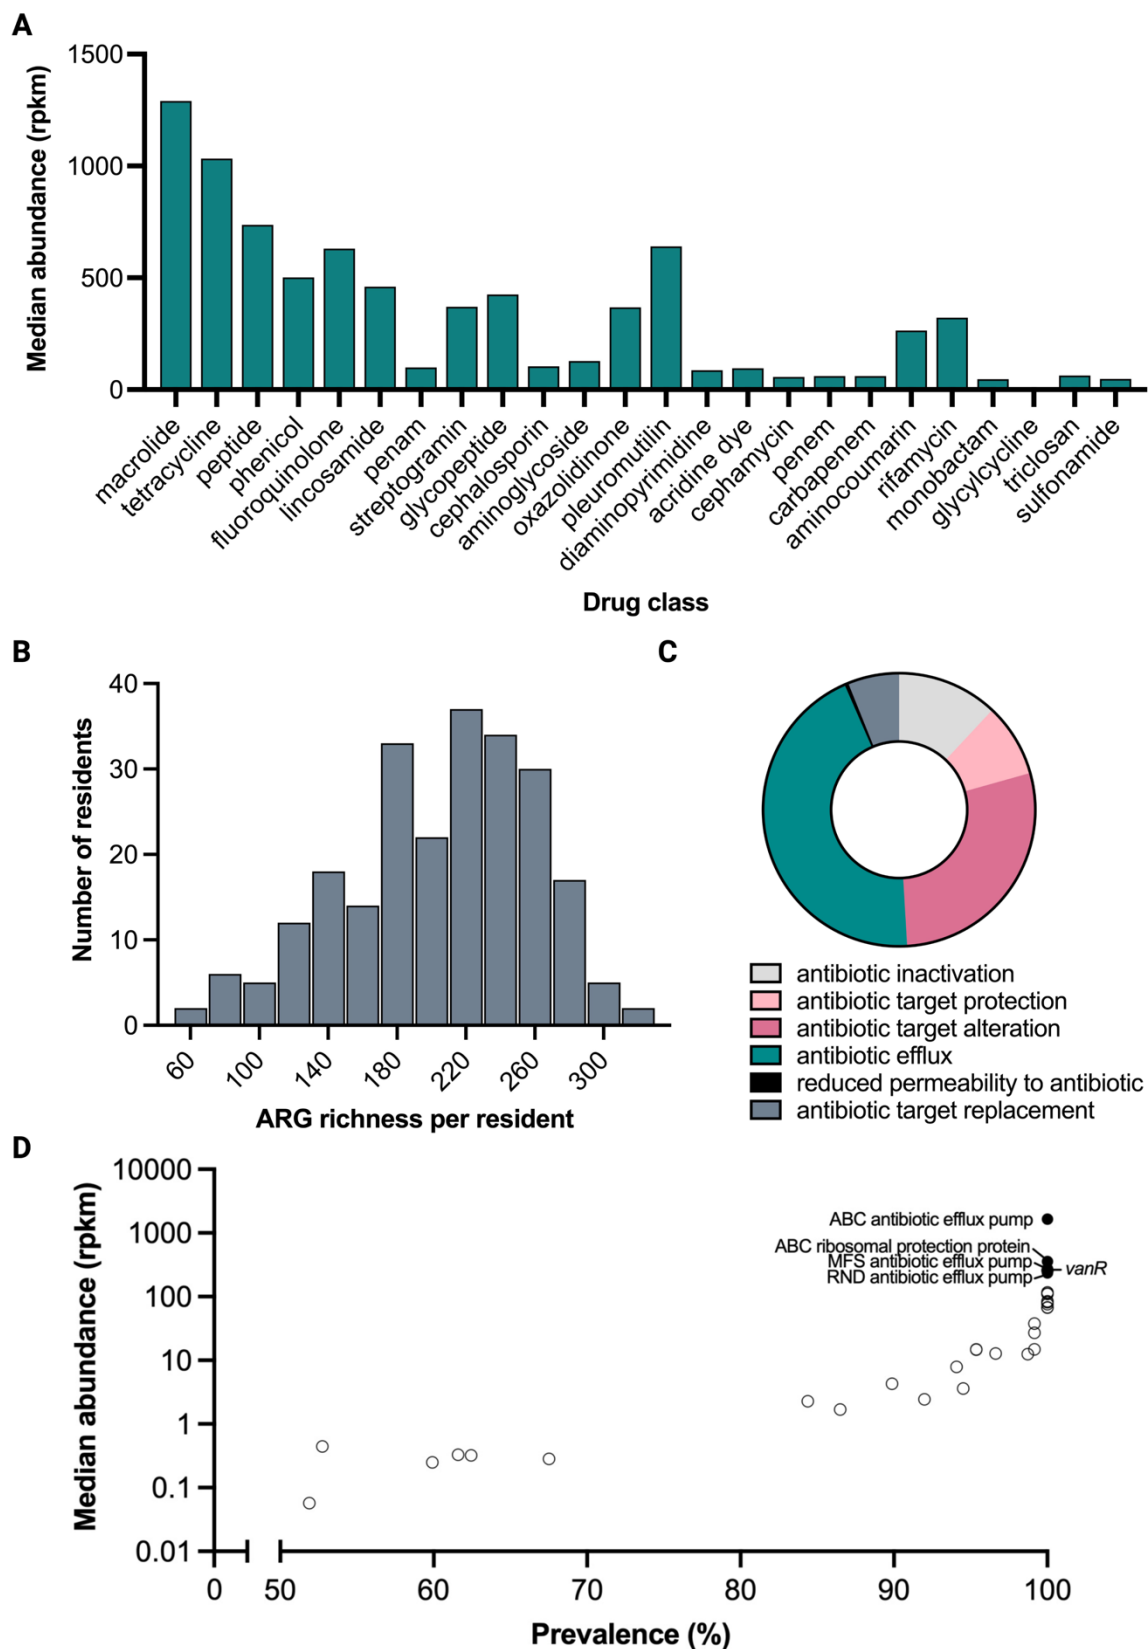 A
1500
1000
500
0
Median abundance (rpkm)
macrolide
tetracycline
peptide
phenicol
fluoroquinolone
lincosamide
penam
streptogramin
glycopeptide
cephalosporin
aminoglycoside
oxazolidinone
pleuromutilin
diaminopyrimidine
acridine dye
cephamycin
penem
carbapenem
aminocoumarin
rifamycin
monobactam
glycylcycline
triclosan
sulfonamide
Drug class
B
40
30
20
10
0
Number of residents
60
100
140
180
220
260
300
ARG richness per resident
C
antibiotic inactivation
antibiotic target protection
antibiotic target alteration
antibiotic efflux
reduced permeability to antibiotic
antibiotic target replacement
D
10000
1000
100
10
1
0.1
0.01
Median abundance (rpkm)
ABC antibiotic efflux pump
ABC ribosomal protection protein
MFS antibiotic efflux pump
vanR
RND antibiotic efflux pump
0 50 60 70 80 90 100
Prevalence (%)